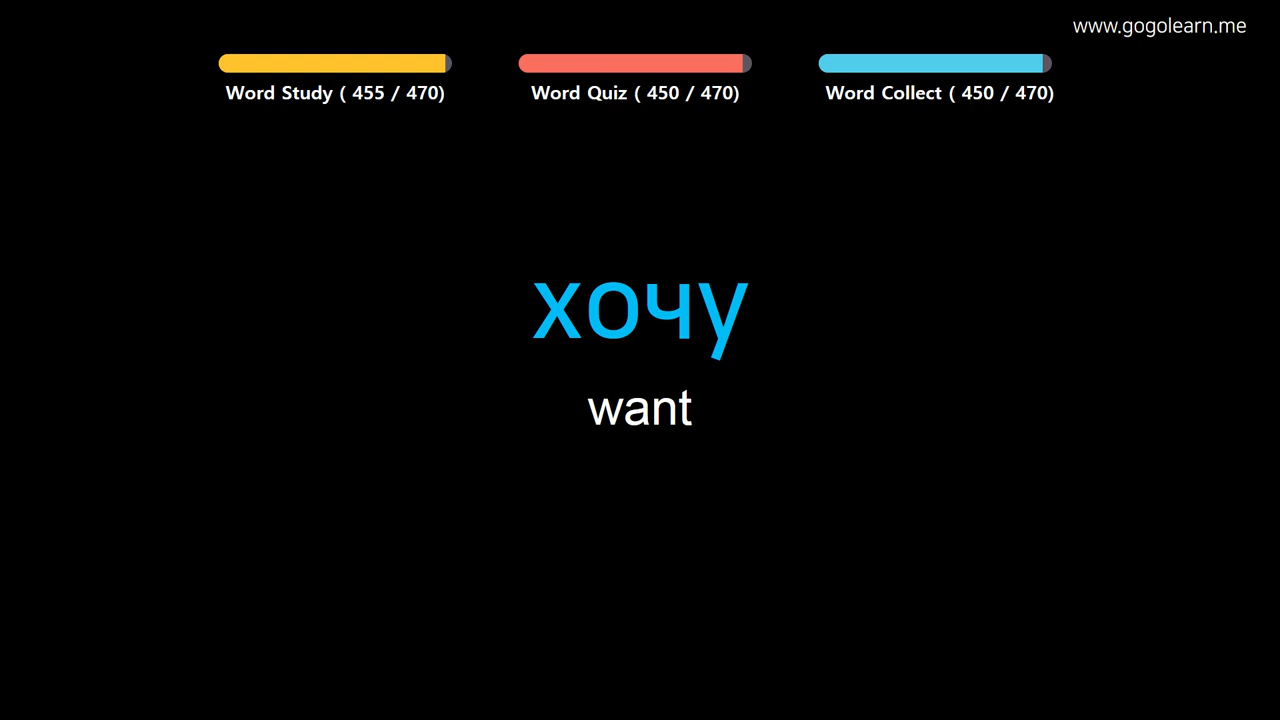 www.gogolearn.me
Word Study ( 455 / 470) Word Quiz ( 450 / 470) Word Collect ( 450 / 470)
хочу
want